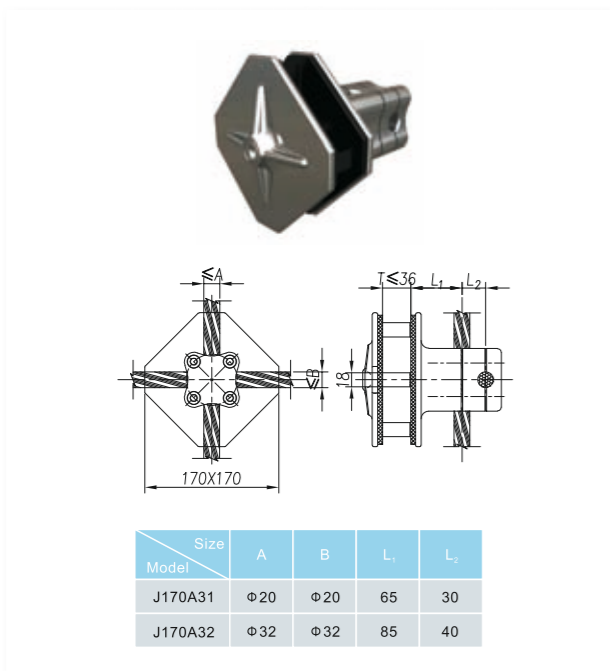 ≤A
T≤36 L₁ L₂
≤B
18
170X170
Size
Model
A B L₁ L₂
J170A31 Φ20 Φ20 65 30
J170A32 Φ32 Φ32 85 40